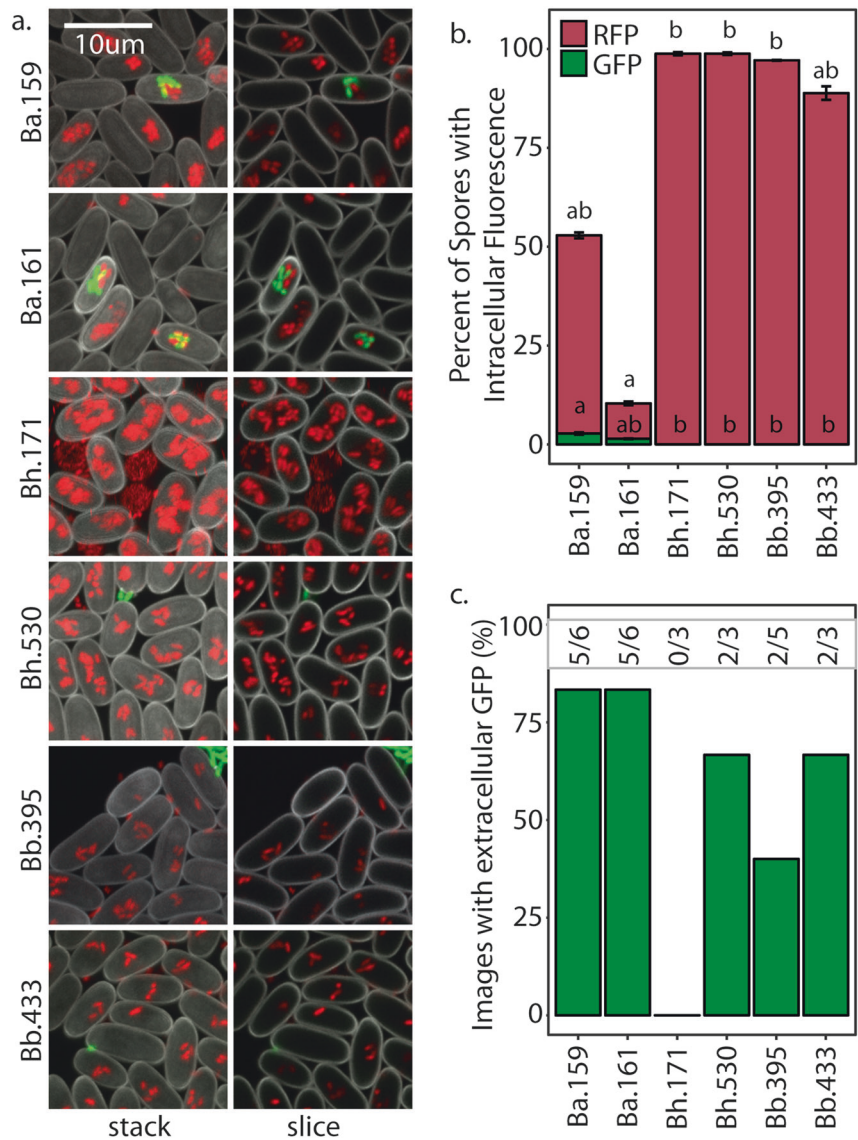 a.
10um
Ba.159
Ba.161
Bh.171
Bh.530
Bb.395
Bb.433
stack
slice
b.
Percent of Spores with
Intracellular Fluorescence
100
75
50
25
0
RFP
GFP
ab
a
a
ab
b
b
b
b
b
b
ab
b
Ba.159
Ba.161
Bh.171
Bh.530
Bb.395
Bb.433
c.
Images with extracellular GFP (%)
100
75
50
25
0
5/6
5/6
0/3
2/3
2/5
2/3
Ba.159
Ba.161
Bh.171
Bh.530
Bb.395
Bb.433